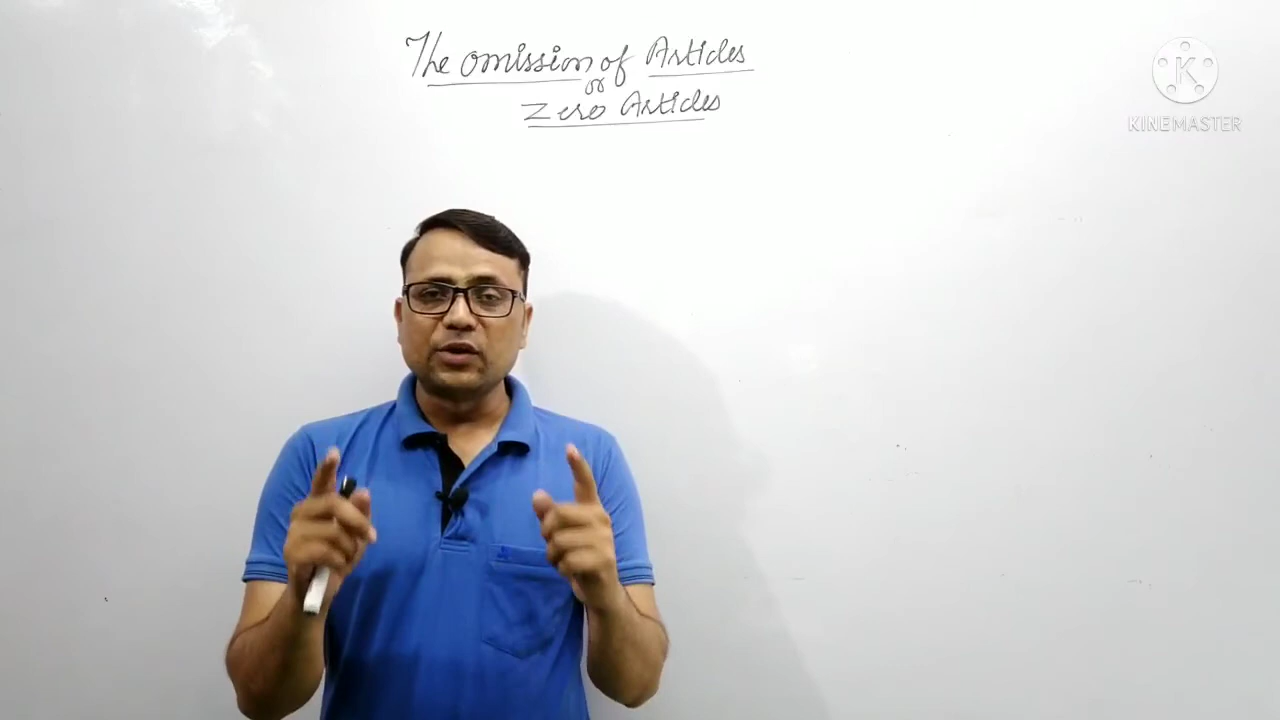 The omission of Articles
or
Zero Articles
K
KINEMASTER